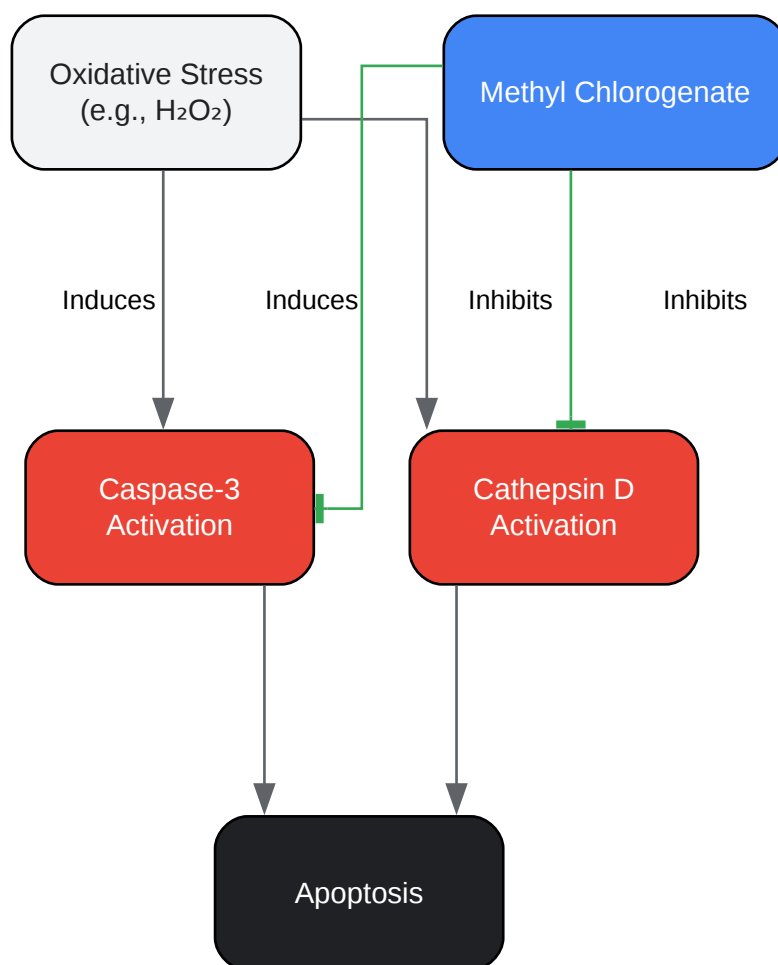 Oxidative Stress
(e.g., H₂O₂)
Methyl Chlorogenate
Induces
Induces
Inhibits
Inhibits
Caspase-3
Activation
Cathepsin D
Activation
Apoptosis